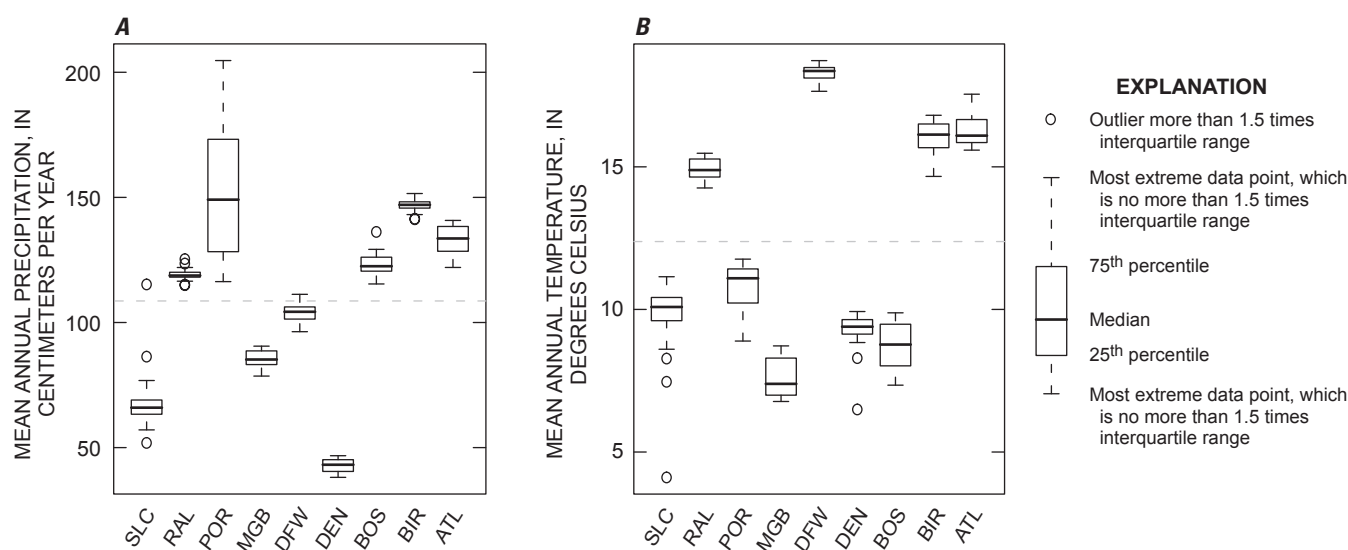 A
MEAN ANNUAL PRECIPITATION, IN
CENTIMETERS PER YEAR
200
150
100
50
SLC
RAL
POR
MGB
DFW
DEN
BOS
BIR
ATL
B
MEAN ANNUAL TEMPERATURE, IN
DEGREES CELSIUS
15
10
5
SLC
RAL
POR
MGB
DFW
DEN
BOS
BIR
ATL
EXPLANATION
Outlier more than 1.5 times
interquartile range
Most extreme data point, which
is no more than 1.5 times
interquartile range
75th percentile
Median
25th percentile
Most extreme data point, which
is no more than 1.5 times
interquartile range